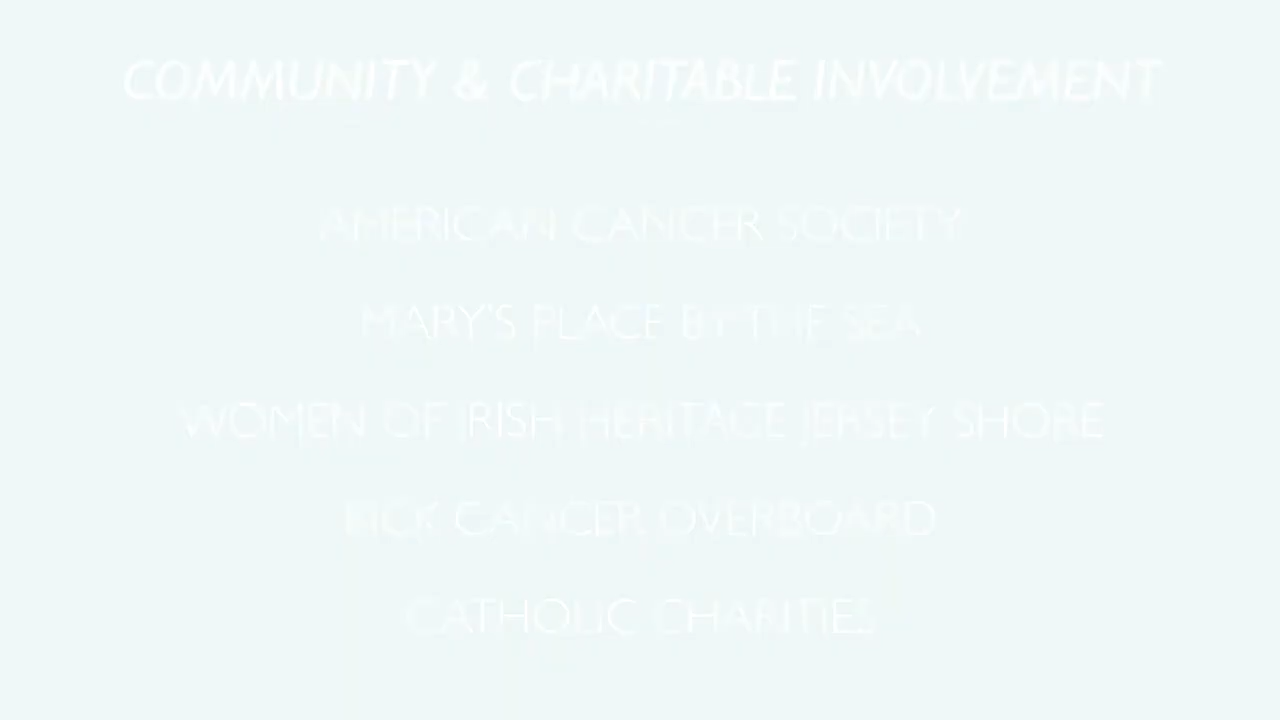 COMMUNITY & CHARITABLE INVOLVEMENT
AMERICAN CANCER SOCIETY
MARY'S PLACE BY THE SEA
WOMEN OF IRISH HERITAGE JERSEY SHORE
KICK CANCER OVERBOARD
CATHOLIC CHARITIES